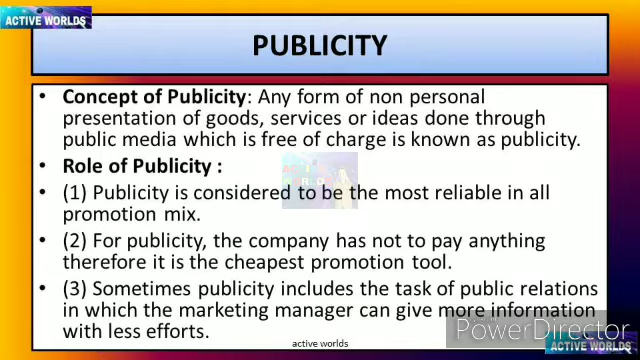 ACTIVE WORLDS
PUBLICITY
• Concept of Publicity: Any form of non personal
presentation of goods, services or ideas done through
public media which is free of charge is known as publicity.
• Role of Publicity :
• (1) Publicity is considered to be the most reliable in all
promotion mix.
• (2) For publicity, the company has not to pay anything
therefore it is the cheapest promotion tool.
• (3) Sometimes publicity includes the task of public relations
in which the marketing manager can give more information
with less efforts.
PowerDirector
active worlds
ACTIVE WORLDS